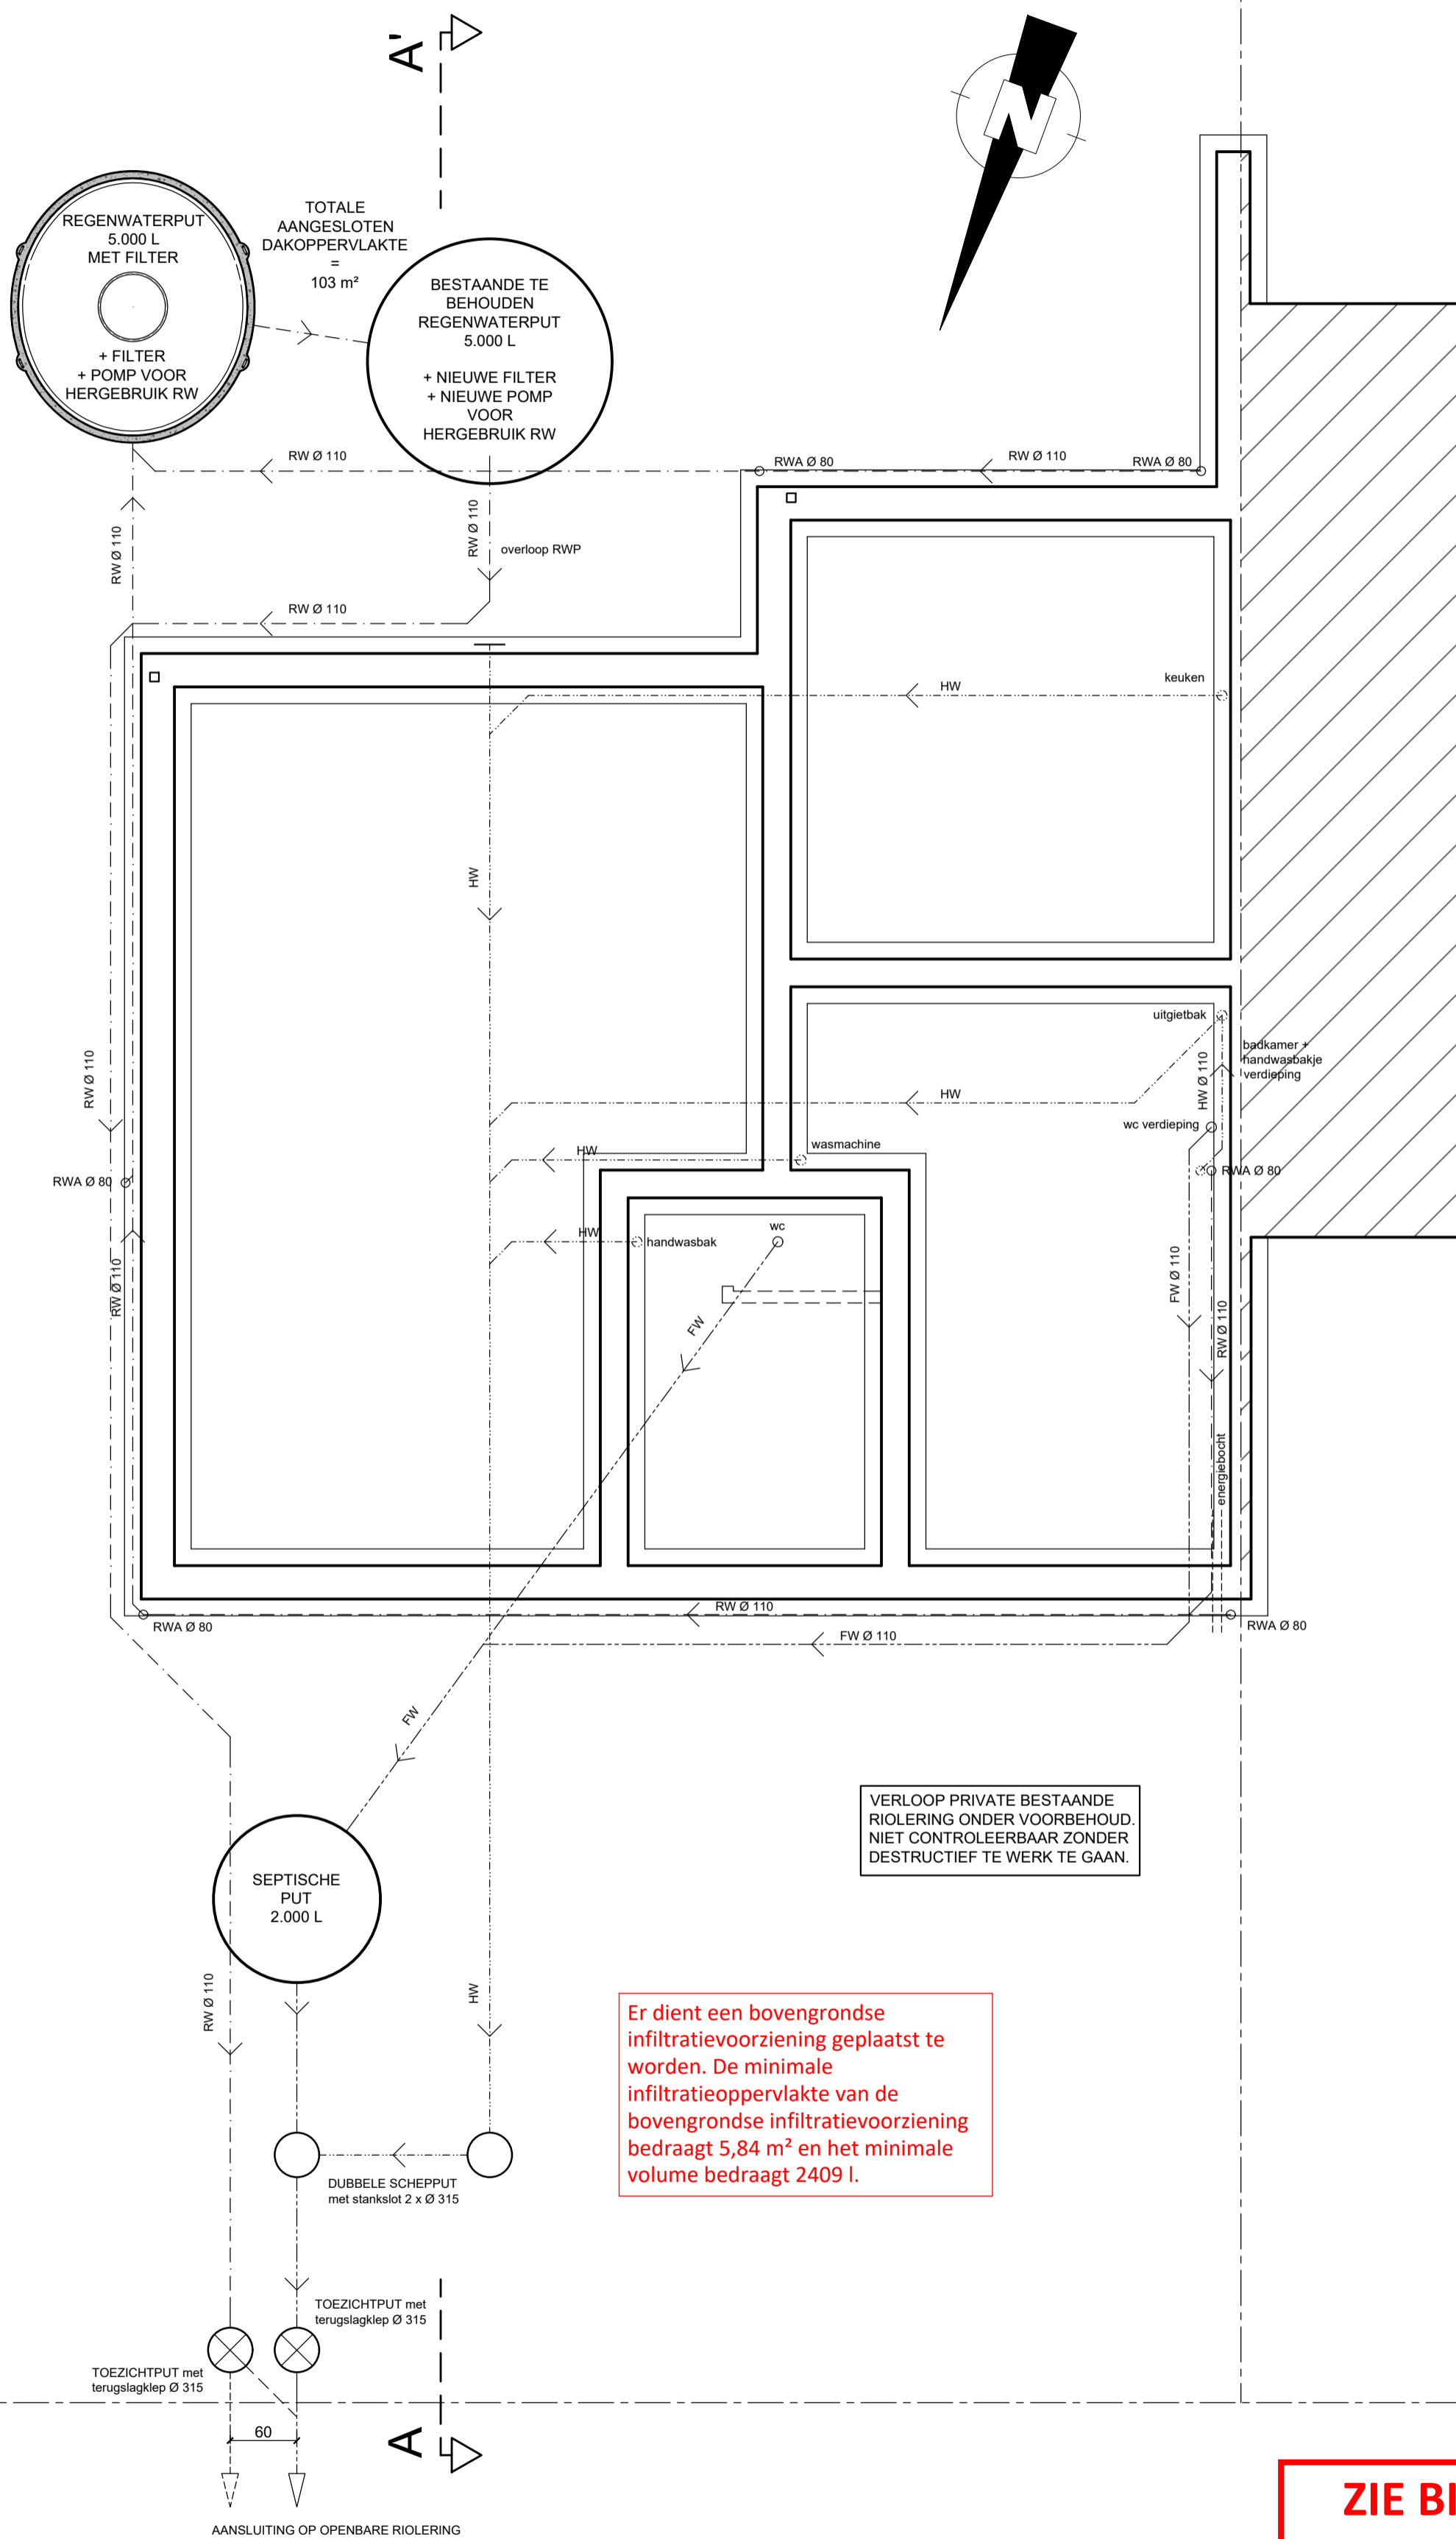 A'
N
REGENWATERPUT
5.000 L
MET FILTER
+ FILTER
+ POMP VOOR
HERGEBRUIK RW
TOTALE
AANGESLOTEN
DAKOPPERVLAKTE
=
103 m²
BESTAANDE TE
BEHOUDEN
REGENWATERPUT
5.000 L
+ NIEUWE FILTER
+ NIEUWE POMP
VOOR
HERGEBRUIK RW
RW Ø 110
RWA Ø 80
RW Ø 110
RWA Ø 80
RW Ø 110
RW Ø 110
overloop RWP
RW Ø 110
keuken
HW
HW
uitgietbak
badkamer +
handwasbakje
verdieping
HW Ø 110
RW Ø 110
HW
wc verdieping
wasmachine
HW
RWA Ø 80
RWA Ø 80
HW
handwasbak
wc
RW Ø 110
FW Ø 110
RW Ø 110
FW
energiebocht
RW Ø 110
RWA Ø 80
RWA Ø 80
FW Ø 110
FW
VERLOOP PRIVATE BESTAANDE
RIOLERING ONDER VOORBEHOUD.
NIET CONTROLEERBAAR ZONDER
DESTRUCTIEF TE WERK TE GAAN.
SEPTISCHE
PUT
2.000 L
RW Ø 110
HW
Er dient een bovengrondse
infiltratievoorziening geplaatst te
worden. De minimale
infiltratieoppervlakte van de
bovengrondse infiltratievoorziening
bedraagt 5,84 m² en het minimale
volume bedraagt 2409 l.
DUBBELE SCHEPPUT
met stankslot 2 x Ø 315
TOEZICHTPUT met
terugslagklep Ø 315
TOEZICHTPUT met
terugslagklep Ø 315
60
A
ZIE BI
AANSLUITING OP OPENBARE RIOLERING